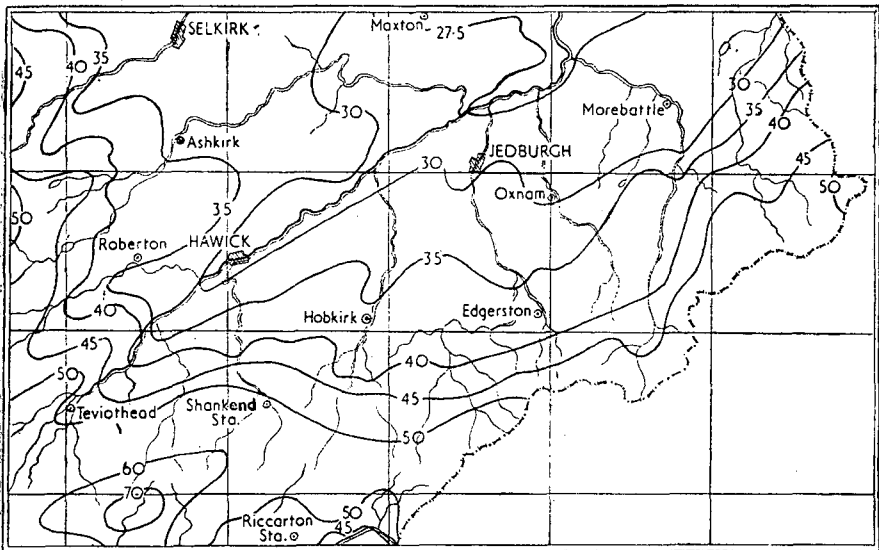 SELKIRK
Maxton
27·5
35
40
45
30
Ashkirk
Morebattle
30
35
40
45
50
JEDBURGH
30
Oxnam
50
35
Roberton
HAWICK
35
40
Hobkirk
Edgerston
45
40
50
45
Teviothead
Shankend
Sta.
50
60
70
50
45
Riccarton
Sta.